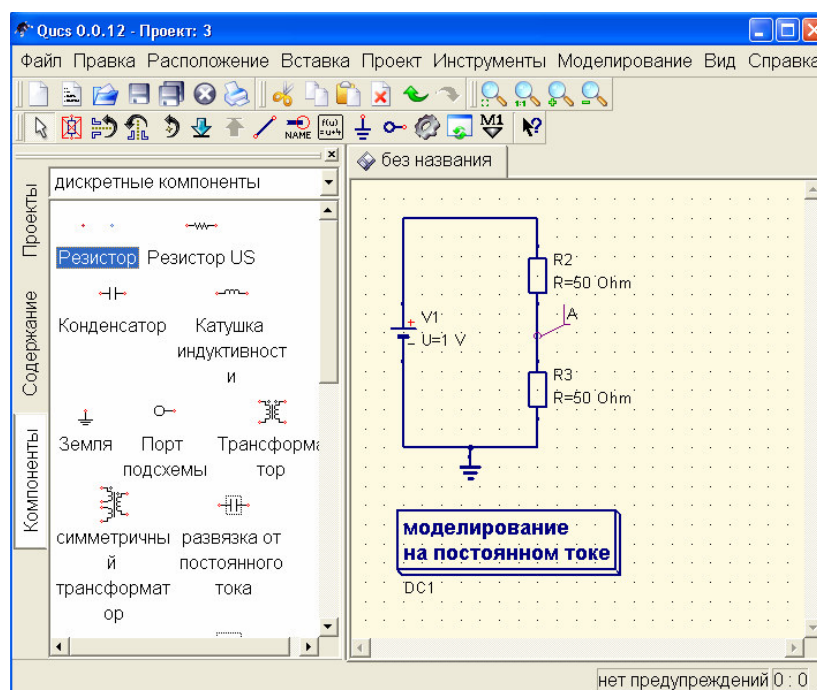 Qucs 0.0.12 - Проект: 3
Файл Правка Расположение Вставка Проект Инструменты Моделирование Вид Справка
1:1
NAME
f(ω)
M1
Проекты
Содержание
Компоненты
дискретные компоненты
Резистор Резистор US
Конденсатор Катушка
индуктивност
и
Земля Порт Трансформа
подсхемы тор
симметричны развязка от
й постоянного
трансформат тока
ор
без названия
R2
R=50 Ohm
A
V1
U=1 V
R3
R=50 Ohm
моделирование
на постоянном токе
DC1
нет предупреждений 0 : 0